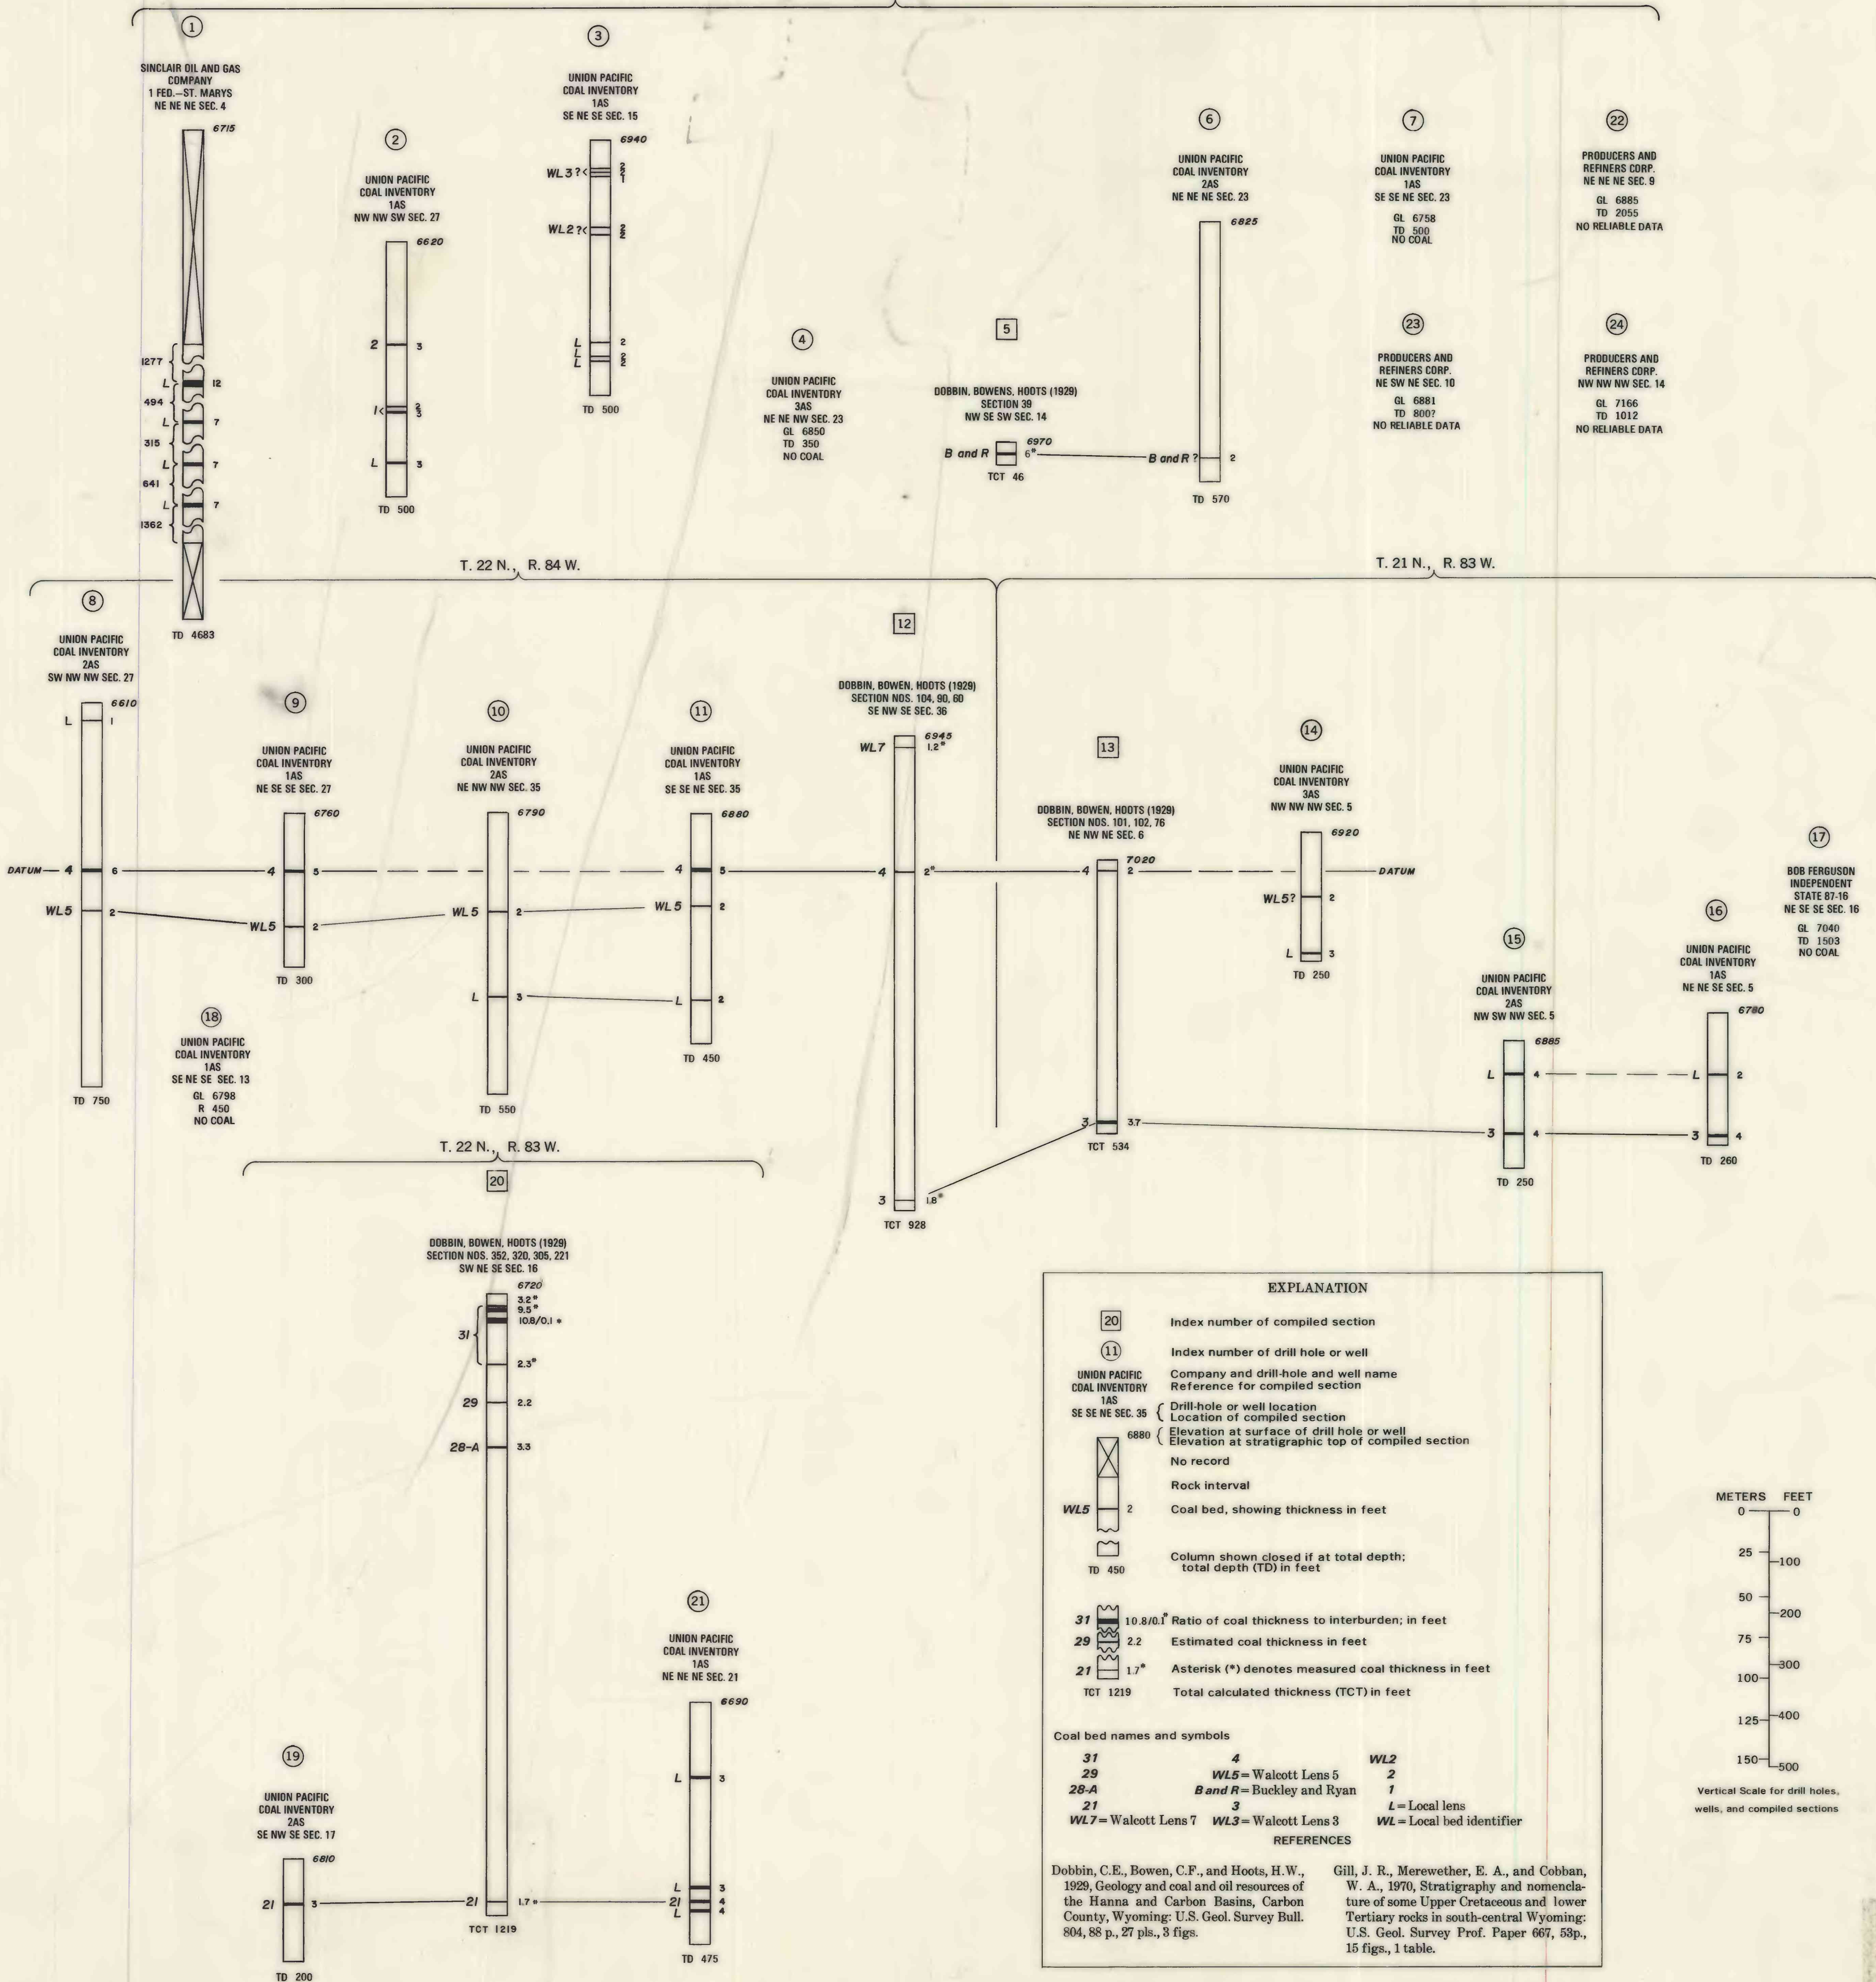 1
SINCLAIR OIL AND GAS
COMPANY
1 FED.—ST. MARYS
NE NE NE SEC. 4
6715
1277
L 12
494
L 7
315
L 7
641
L 7
1362
TD 4683
2
UNION PACIFIC
COAL INVENTORY
1AS
NW NW SW SEC. 27
6620
2 3
1< 2
3
L 3
TD 500
3
UNION PACIFIC
COAL INVENTORY
1AS
SE NE SE SEC. 15
6940
WL3?< 2
2
1
WL2?< 2
2
L 2
L 2
L 2
TD 500
4
UNION PACIFIC
COAL INVENTORY
3AS
NE NE NW SEC. 23
GL 6850
TD 350
NO COAL
5
DOBBIN, BOWENS, HOOTS (1929)
SECTION 39
NW SE SW SEC. 14
6970
B and R 6*
TCT 46
6
UNION PACIFIC
COAL INVENTORY
2AS
NE NE NE SEC. 23
6825
B and R? 2
TD 570
7
UNION PACIFIC
COAL INVENTORY
1AS
SE SE NE SEC. 23
GL 6758
TD 500
NO COAL
22
PRODUCERS AND
REFINERS CORP.
NE NE NE SEC. 9
GL 6885
TD 2055
NO RELIABLE DATA
23
PRODUCERS AND
REFINERS CORP.
NE SW NE SEC. 10
GL 6881
TD 800?
NO RELIABLE DATA
24
PRODUCERS AND
REFINERS CORP.
NW NW NW SEC. 14
GL 7166
TD 1012
NO RELIABLE DATA
T. 22 N., R. 84 W.
T. 21 N., R. 83 W.
8
UNION PACIFIC
COAL INVENTORY
2AS
SW NW NW SEC. 27
6610
L 1
DATUM 4 6
WL5 2
TD 750
9
UNION PACIFIC
COAL INVENTORY
1AS
NE SE SE SEC. 27
6760
4 5
WL5 2
TD 300
10
UNION PACIFIC
COAL INVENTORY
2AS
NE NW NW SEC. 35
6790
WL5 2
L 3
TD 550
11
UNION PACIFIC
COAL INVENTORY
1AS
SE SE NE SEC. 35
6880
4 5
WL5 2
L 2
TD 450
12
DOBBIN, BOWEN, HOOTS (1929)
SECTION NOS. 104, 90, 60
SE NW SE SEC. 36
6945
WL7 1.2*
4 2*
3 1.8*
TCT 928
13
DOBBIN, BOWEN, HOOTS (1929)
SECTION NOS. 101, 102, 76
NE NW NE SEC. 6
7020
4 2
3 3.7
TCT 534
14
UNION PACIFIC
COAL INVENTORY
3AS
NW NW NW SEC. 5
6920
DATUM
WL5? 2
L 3
TD 250
15
UNION PACIFIC
COAL INVENTORY
2AS
NW SW NW SEC. 5
6885
L 4
3 4
TD 250
16
UNION PACIFIC
COAL INVENTORY
1AS
NE NE SE SEC. 5
6780
L 2
3 4
TD 260
17
BOB FERGUSON
INDEPENDENT
STATE 87-16
NE SE SE SEC. 16
GL 7040
TD 1503
NO COAL
18
UNION PACIFIC
COAL INVENTORY
1AS
SE NE SE SEC. 13
GL 6798
R 450
NO COAL
T. 22 N., R. 83 W.
20
DOBBIN, BOWEN, HOOTS (1929)
SECTION NOS. 352, 320, 305, 221
SW NE SE SEC. 16
6720
3.2*
9.5*
10.8/0.1*
31
2.3*
29 2.2
28-A 3.3
21 1.7*
TCT 1219
19
UNION PACIFIC
COAL INVENTORY
2AS
SE NW SE SEC. 17
6810
21 3
TD 200
21
UNION PACIFIC
COAL INVENTORY
1AS
NE NE NE SEC. 21
6690
L 3
L 3
21 4
L 4
TD 475
EXPLANATION
20 Index number of compiled section
11 Index number of drill hole or well
UNION PACIFIC Company and drill-hole and well name
COAL INVENTORY Reference for compiled section
1AS
SE SE NE SEC. 35 Drill-hole or well location
Location of compiled section
6880 Elevation at surface of drill hole or well
Elevation at stratigraphic top of compiled section
No record
Rock interval
WL5 2 Coal bed, showing thickness in feet
Column shown closed if at total depth;
TD 450 total depth (TD) in feet
31 10.8/0.1* Ratio of coal thickness to interburden; in feet
29 2.2 Estimated coal thickness in feet
21 1.7* Asterisk (*) denotes measured coal thickness in feet
TCT 1219 Total calculated thickness (TCT) in feet
Coal bed names and symbols
31 4 WL2
29 WL5= Walcott Lens 5 2
28-A B and R= Buckley and Ryan 1
21 3 L= Local lens
WL7= Walcott Lens 7 WL3= Walcott Lens 3 WL= Local bed identifier
REFERENCES
Dobbin, C.E., Bowen, C.F., and Hoots, H.W.,
1929, Geology and coal and oil resources of
the Hanna and Carbon Basins, Carbon
County, Wyoming: U.S. Geol. Survey Bull.
804, 88 p., 27 pls., 3 figs.
Gill, J. R., Merewether, E. A., and Cobban,
W. A., 1970, Stratigraphy and nomencla-
ture of some Upper Cretaceous and lower
Tertiary rocks in south-central Wyoming:
U.S. Geol. Survey Prof. Paper 667, 53p.,
15 figs., 1 table.
METERS FEET
0 0
25
100
50
200
75
300
100
400
125
150
500
Vertical Scale for drill holes,
wells, and compiled sections